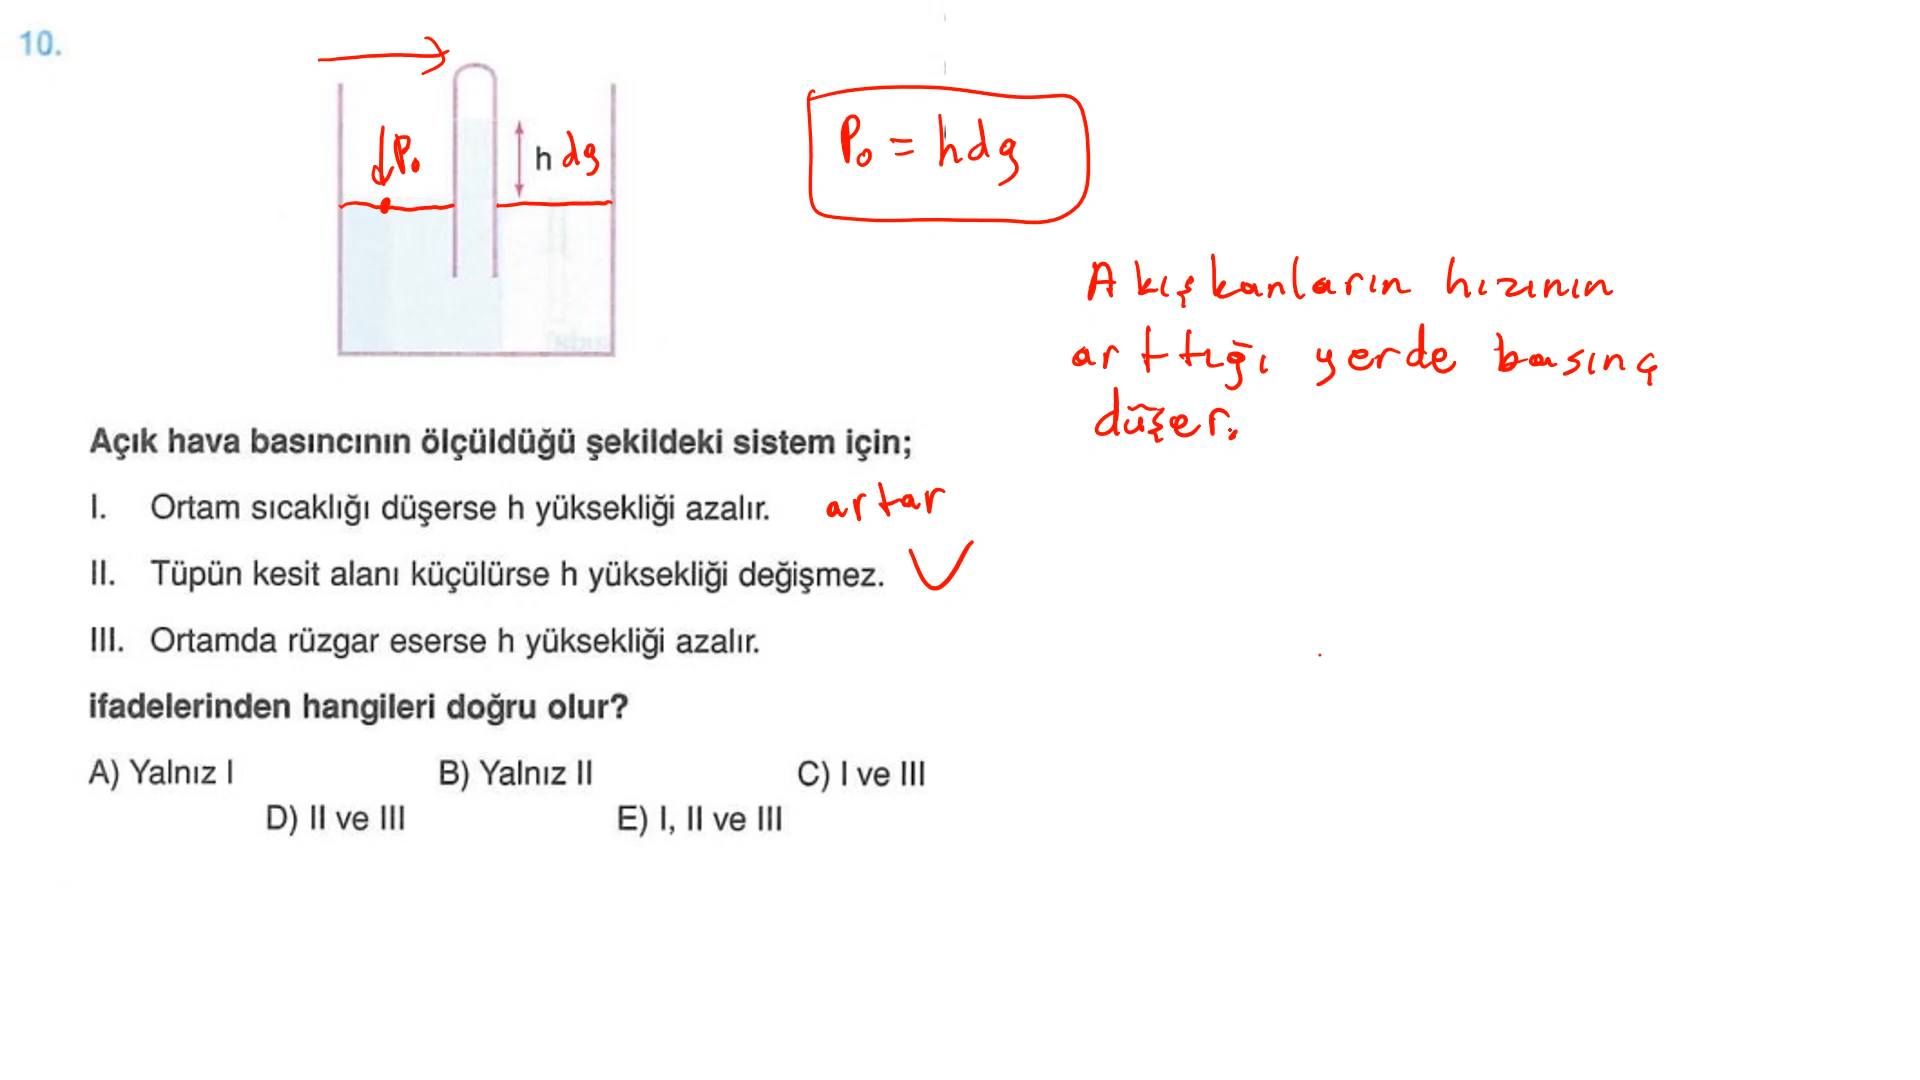 10.
P₀
h dg
P₀ = hdg
Akışkanların hızının
arttığı yerde basınç
düşer.
Açık hava basıncının ölçüldüğü şekildeki sistem için;
I. Ortam sıcaklığı düşerse h yüksekliği azalır. artar
II. Tüpün kesit alanı küçülürse h yüksekliği değişmez.
III. Ortamda rüzgar eserse h yüksekliği azalır.
ifadelerinden hangileri doğru olur?
A) Yalnız I B) Yalnız II C) I ve III
D) II ve III E) I, II ve III